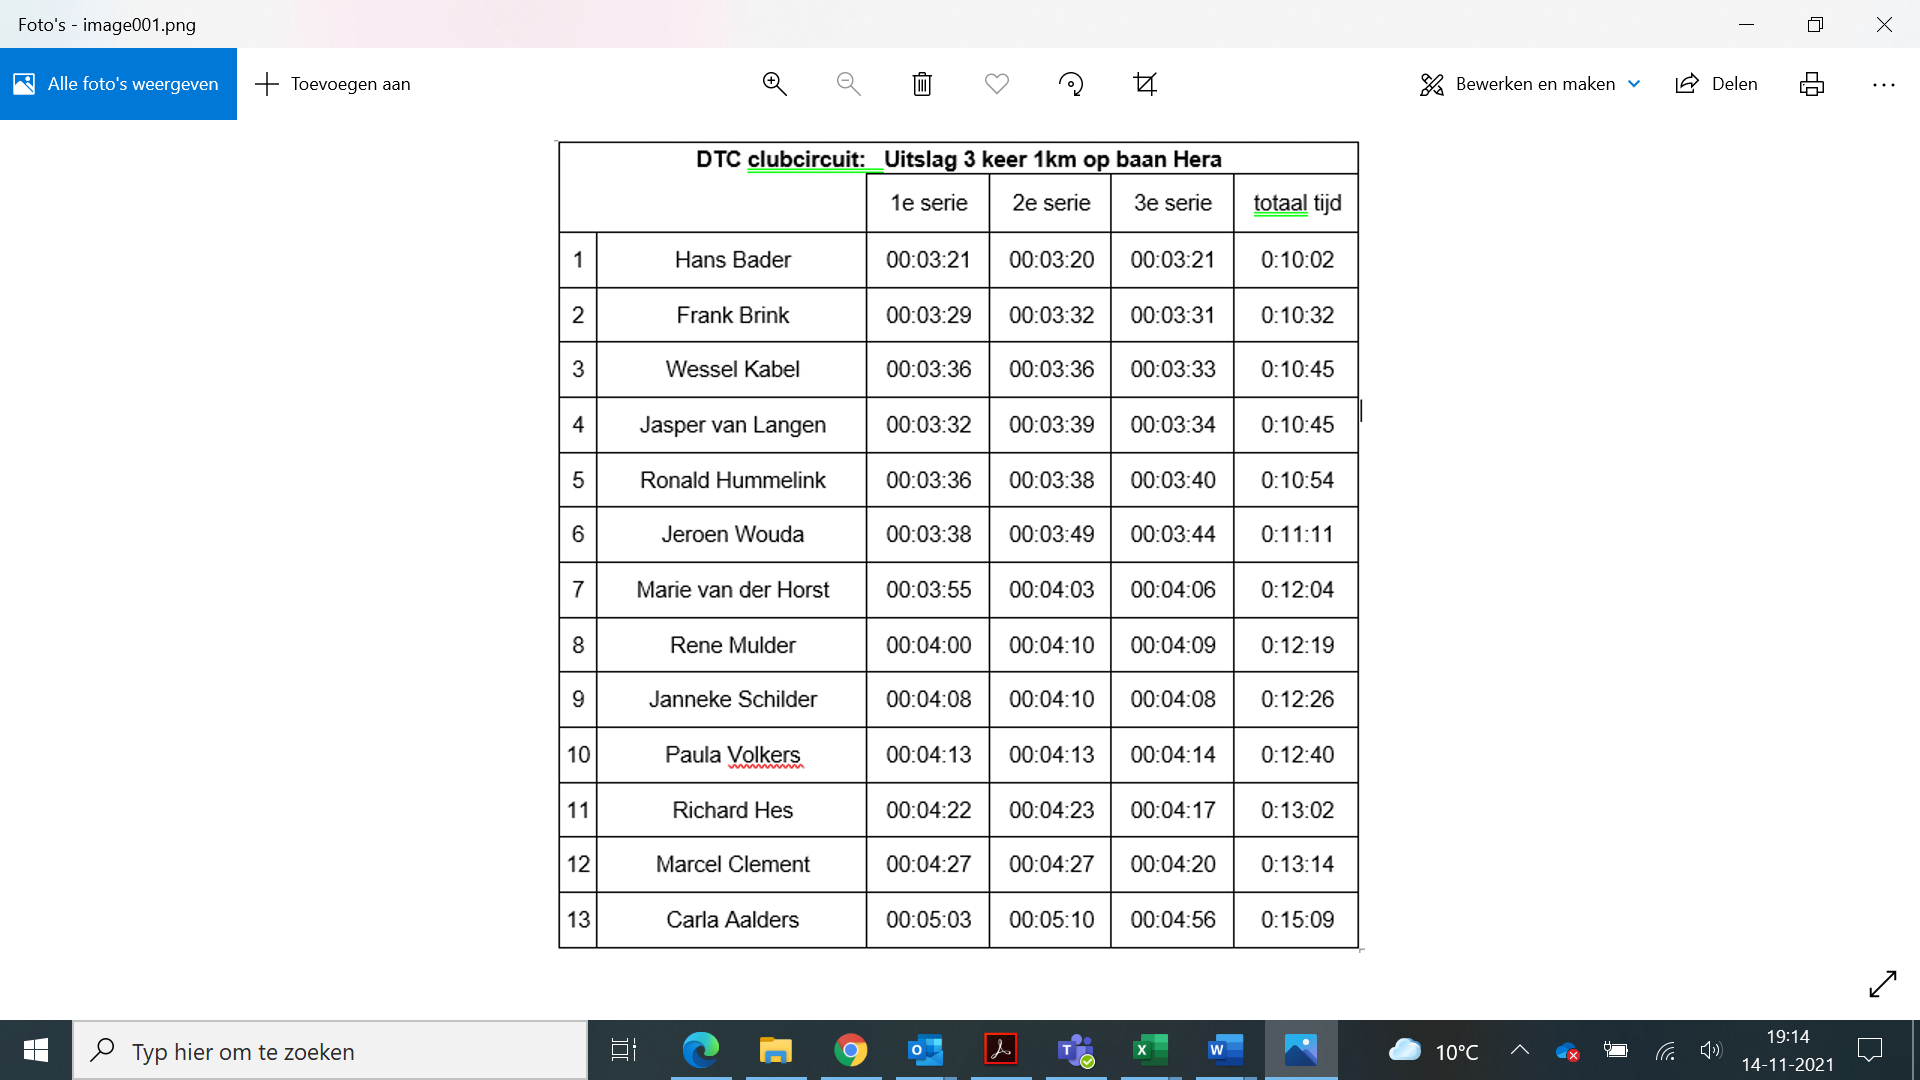 Foto's - image001.png
Alle foto's weergeven
Toevoegen aan
Bewerken en maken
Delen
DTC clubcircuit: Uitslag 3 keer 1km op baan Hera
1e serie 2e serie 3e serie totaal tijd
1 Hans Bader 00:03:21 00:03:20 00:03:21 0:10:02
2 Frank Brink 00:03:29 00:03:32 00:03:31 0:10:32
3 Wessel Kabel 00:03:36 00:03:36 00:03:33 0:10:45
4 Jasper van Langen 00:03:32 00:03:39 00:03:34 0:10:45
5 Ronald Hummelink 00:03:36 00:03:38 00:03:40 0:10:54
6 Jeroen Wouda 00:03:38 00:03:49 00:03:44 0:11:11
7 Marie van der Horst 00:03:55 00:04:03 00:04:06 0:12:04
8 Rene Mulder 00:04:00 00:04:10 00:04:09 0:12:19
9 Janneke Schilder 00:04:08 00:04:10 00:04:08 0:12:26
10 Paula Volkers 00:04:13 00:04:13 00:04:14 0:12:40
11 Richard Hes 00:04:22 00:04:23 00:04:17 0:13:02
12 Marcel Clement 00:04:27 00:04:27 00:04:20 0:13:14
13 Carla Aalders 00:05:03 00:05:10 00:04:56 0:15:09
Typ hier om te zoeken
10°C
19:14
14-11-2021